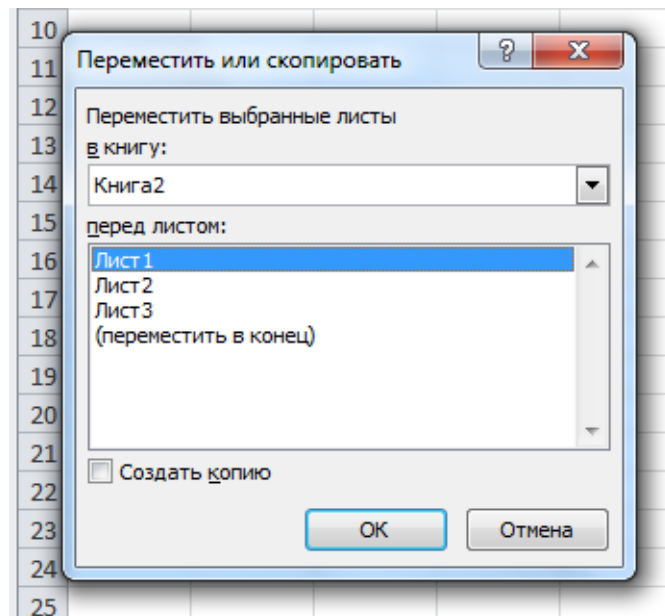 10
Переместить или скопировать
11
12
Переместить выбранные листы
13
в книгу:
14
Книга2
15
перед листом:
16
Лист1
Лист2
17
Лист3
18
(переместить в конец)
19
20
21
Создать копию
22
23
ОК
Отмена
24
25